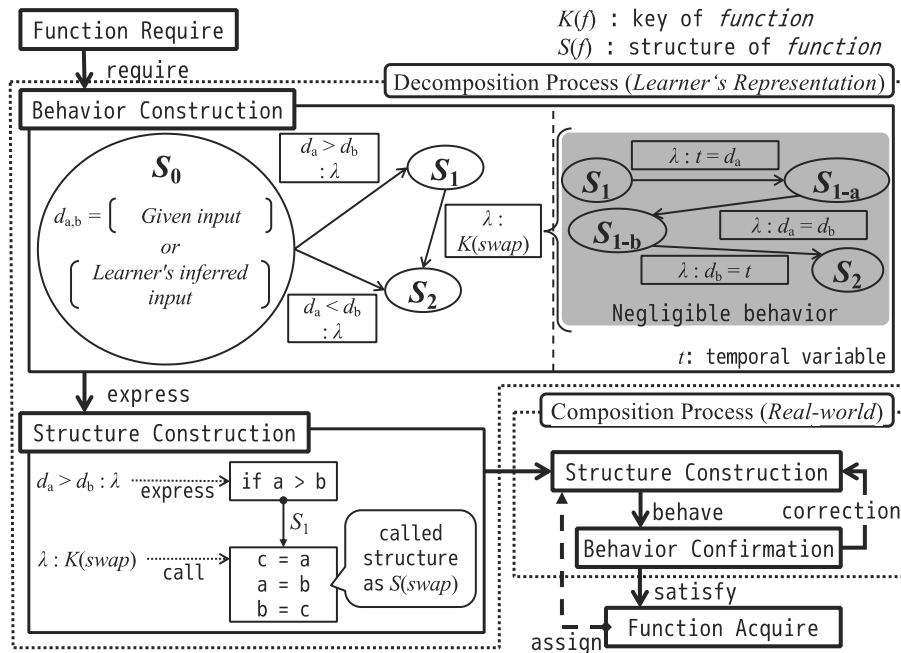 Function Require
K(f) : key of function
S(f) : structure of function
require
Decomposition Process (Learner's Representation)
Behavior Construction
S0
da,b =
Given input
or
Learner's inferred
input
da > db
: λ
S1
λ :
K(swap)
S2
da < db
: λ
λ : t = da
S1
S1-a
S1-b
λ : da = db
λ : db = t
S2
Negligible behavior
t: temporal variable
express
Structure Construction
da > db : λ
express
if a > b
S1
λ : K(swap)
call
c = a
a = b
b = c
called
structure
as S(swap)
Composition Process (Real-world)
Structure Construction
behave
correction
Behavior Confirmation
satisfy
Function Acquire
assign